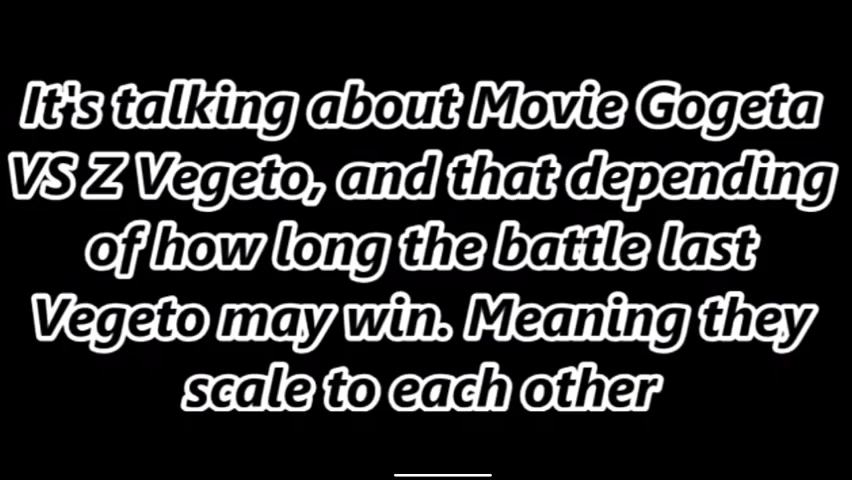 It's talking about Movie Gogeta
VS Z Vegeto, and that depending
of how long the battle last
Vegeto may win. Meaning they
scale to each other